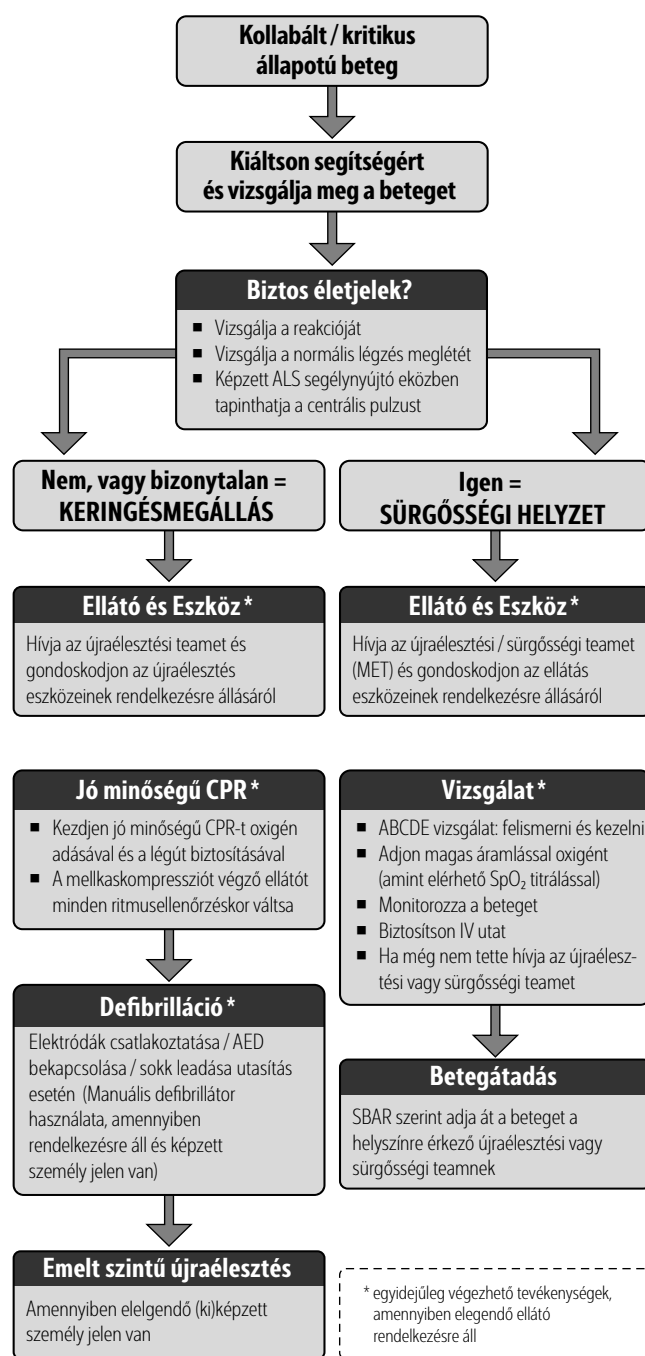 Kollabált / kritikus
állapotú beteg
Kiáltson segítségért
és vizsgálja meg a beteget
Biztos életjelek?
■ Vizsgálja a reakcióját
■ Vizsgálja a normális légzés meglétét
■ Képzett ALS segélynyújtó eközben
tapinthatja a centrális pulzust
Nem, vagy bizonytalan =
KERINGÉSMEGÁLLÁS
Ellátó és Eszköz *
Hívja az újraélesztési teamet és
gondoskodjon az újraélesztés
eszközeinek rendelkezésre állásáról
Jó minőségű CPR *
■ Kezdjen jó minőségű CPR-t oxigén
adásával és a légút biztosításával
■ A mellkaskompressziót végző ellátót
minden ritmusellenőrzéskor váltsa
Defibrilláció *
Elektródák csatlakoztatása / AED
bekapcsolása / sokk leadása utasítás
esetén (Manuális defibrillátor
használata, amennyiben
rendelkezésre áll és képzett
személy jelen van)
Emelt szintű újraélesztés
Amennyiben elelgendő (ki)képzett
személy jelen van
Igen =
SÜRGŐSSÉGI HELYZET
Ellátó és Eszköz *
Hívja az újraélesztési / sürgősségi teamet
(MET) és gondoskodjon az ellátás
eszközeinek rendelkezésre állásáról
Vizsgálat *
■ ABCDE vizsgálat: felismerni és kezelni
■ Adjon magas áramlással oxigént
(amint elérhető SpO₂ titrálással)
■ Monitorozza a beteget
■ Biztosítson IV utat
■ Ha még nem tette hívja az újraélesz-
tési vagy sürgősségi teamet
Betegátadás
SBAR szerint adja át a beteget a
helyszínre érkező újraélesztési vagy
sürgősségi teamnek
* egyidejűleg végezhető tevékenységek,
amennyiben elegendő ellátó
rendelkezésre áll